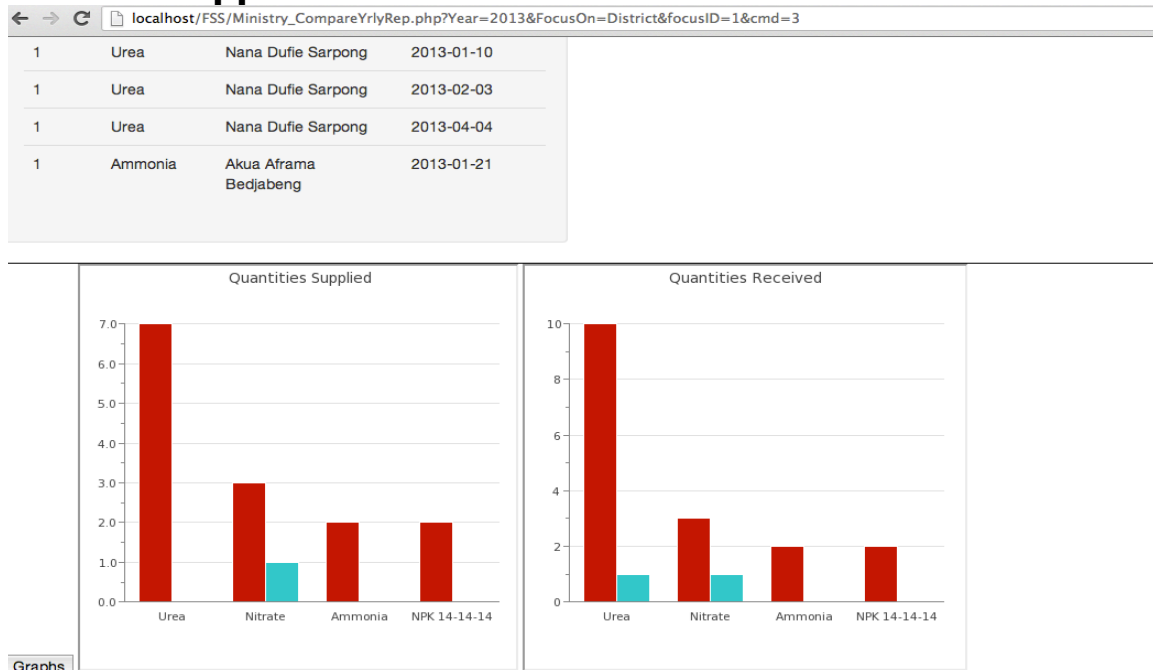 localhost/FSS/Ministry_CompareYrlyRep.php?Year=2013&FocusOn=District&focusID=1&cmd=3
1 Urea Nana Dufie Sarpong 2013-01-10
1 Urea Nana Dufie Sarpong 2013-02-03
1 Urea Nana Dufie Sarpong 2013-04-04
1 Ammonia Akua Aframa 2013-01-21
Bedjabeng
Quantities Supplied
7.0
6.0
5.0
4.0
3.0
2.0
1.0
0.0
Urea Nitrate Ammonia NPK 14-14-14
Quantities Received
10
8
6
4
2
0
Urea Nitrate Ammonia NPK 14-14-14
Graphs